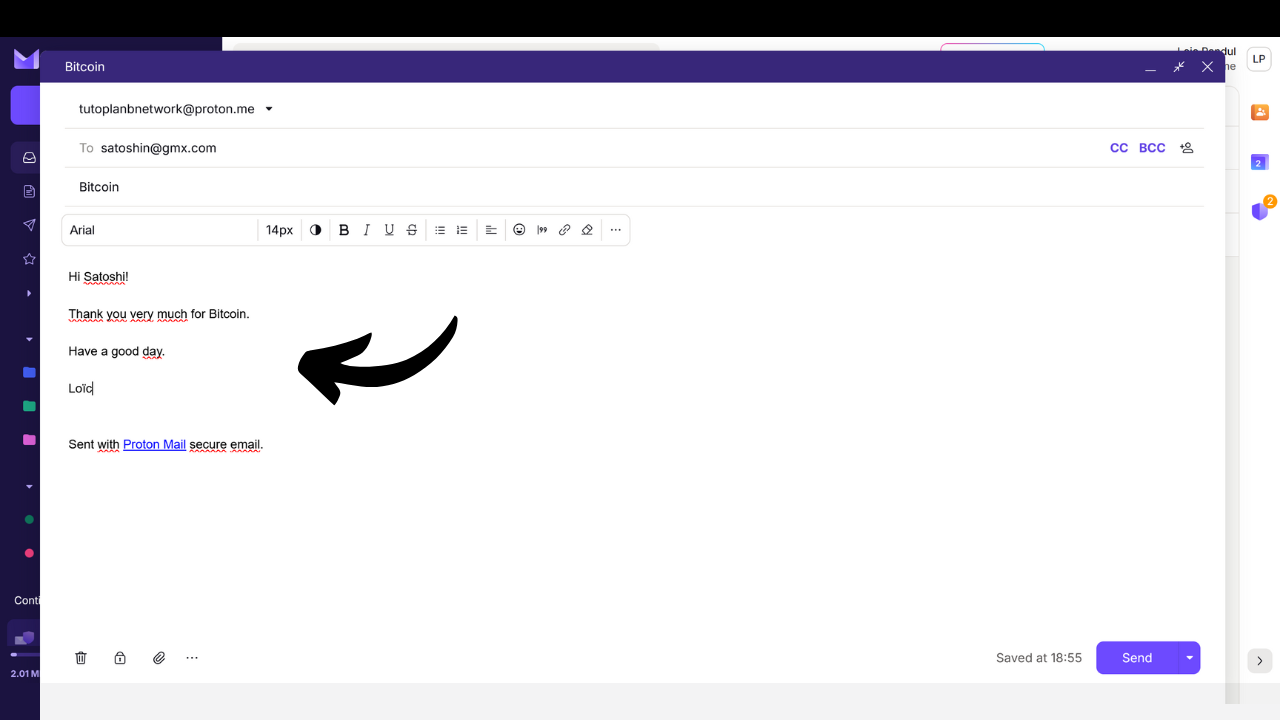 Bitcoin
LP
tutoplanbnetwork@proton.me
To satoshin@gmx.com
CC BCC
Bitcoin
2
2
Arial 14px B I U S
Hi Satoshi!
Thank you very much for Bitcoin.
Have a good day.
Loïc
Sent with Proton Mail secure email.
Conti
Saved at 18:55
Send
2.01 M